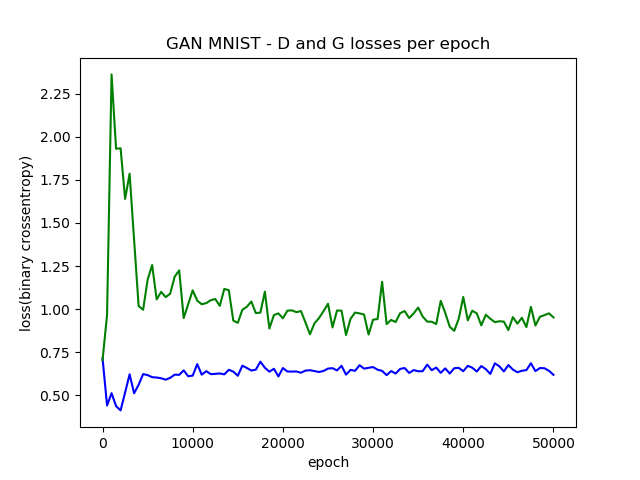 GAN MNIST - D and G losses per epoch
loss(binary crossentropy)
2.25
2.00
1.75
1.50
1.25
1.00
0.75
0.50
0 10000 20000 30000 40000 50000
epoch